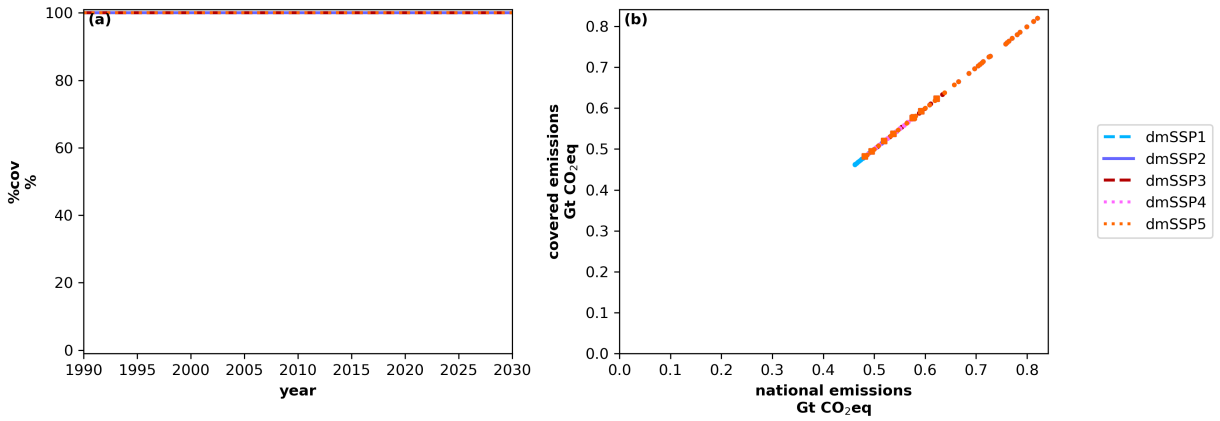 (a)
100
80
60
40
20
0
%cov
%
1990 1995 2000 2005 2010 2015 2020 2025 2030
year
(b)
0.8
0.7
0.6
0.5
0.4
0.3
0.2
0.1
0.0
covered emissions
Gt CO₂eq
0.0 0.1 0.2 0.3 0.4 0.5 0.6 0.7 0.8
national emissions
Gt CO₂eq
dmSSP1
dmSSP2
dmSSP3
dmSSP4
dmSSP5